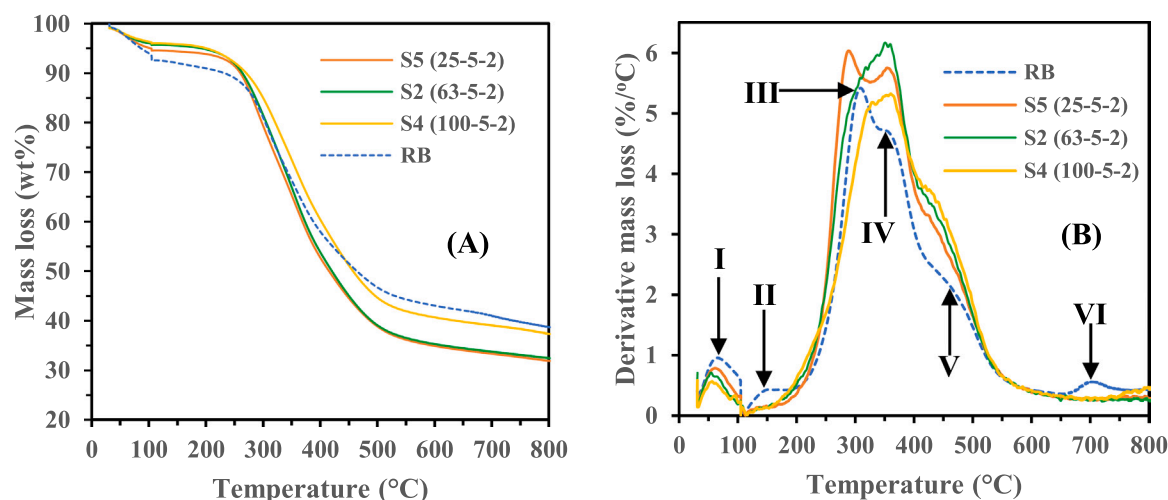 100
90
80
70
60
50
40
30
20
0 100 200 300 400 500 600 700 800
Mass loss (wt%)
Temperature (°C)
S5 (25-5-2)
S2 (63-5-2)
S4 (100-5-2)
RB
(A)
6
5
4
3
2
1
0
0 100 200 300 400 500 600 700 800
Derivative mass loss (%/°C)
Temperature (°C)
RB
S5 (25-5-2)
S2 (63-5-2)
S4 (100-5-2)
(B)
I
II
III
IV
V
VI